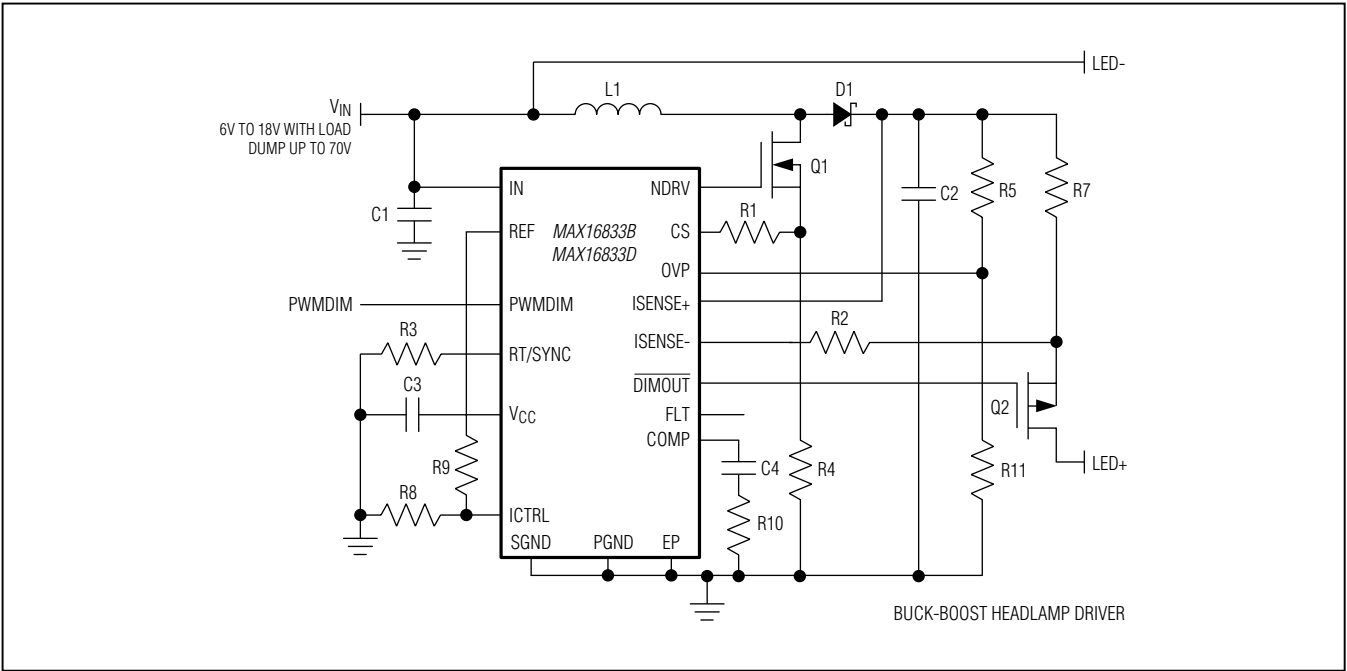 LED-
L1
D1
VIN
6V TO 18V WITH LOAD
DUMP UP TO 70V
Q1
IN
NDRV
C2
R5
R7
C1
R1
REF
MAX16833B
CS
MAX16833D
OVP
PWMDIM
PWMDIM
ISENSE+
R2
R3
ISENSE-
RT/SYNC
DIMOUT
C3
Q2
VCC
FLT
COMP
R9
C4
R4
R11
LED+
R8
ICTRL
R10
SGND
PGND
EP
BUCK-BOOST HEADLAMP DRIVER